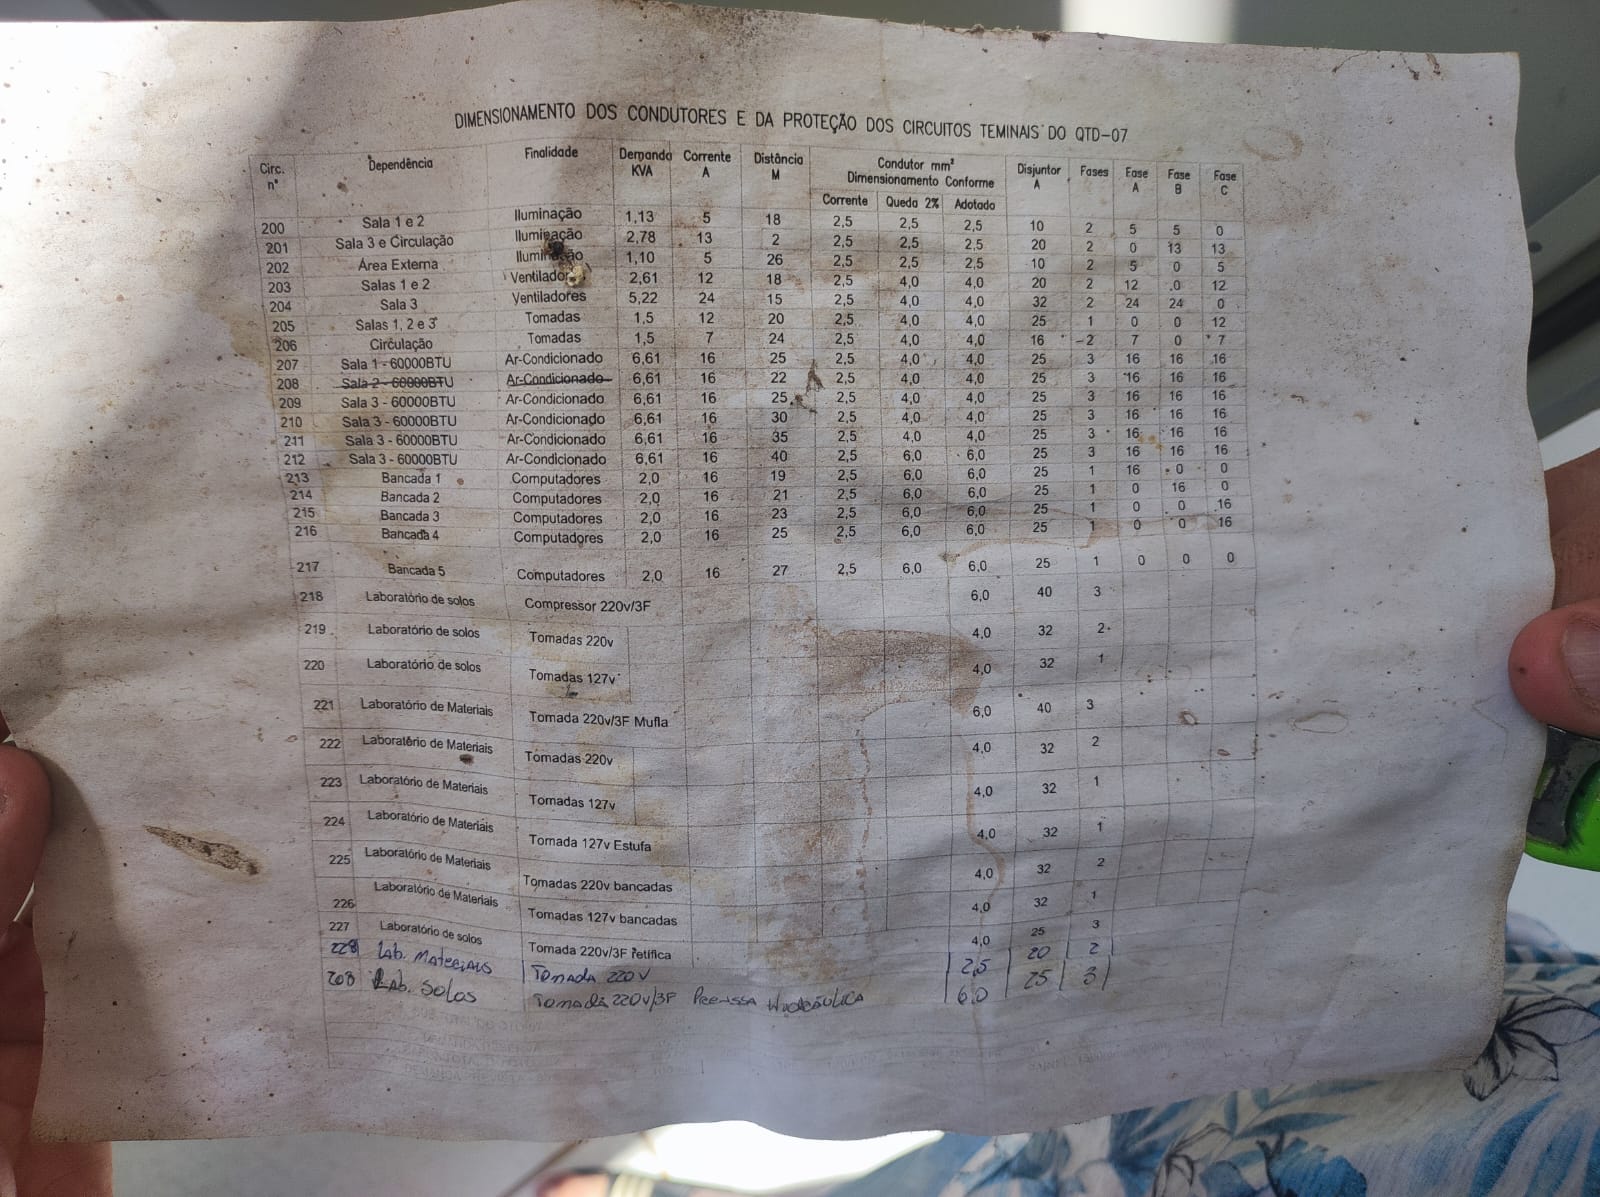 DIMENSIONAMENTO DOS CONDUTORES E DA PROTEÇÃO DOS CIRCUITOS TEMINAIS DO QTD-07
Circ. n° Dependência Finalidade Demanda KVA Corrente A Distância M Condutor mm² Dimensionamento Conforme Disjuntor A Fases Fase A Fase B Fase C
Corrente Queda 2% Adotado
200 Sala 1 e 2 Iluminação 1,13 5 18 2,5 2,5 2,5 10 2 5 5 0
201 Sala 3 e Circulação Iluminação 2,78 13 2 2,5 2,5 2,5 20 2 0 13 13
202 Área Externa Iluminação 1,10 5 26 2,5 2,5 2,5 10 2 5 0 5
203 Salas 1 e 2 Ventiladores 2,61 12 18 2,5 4,0 4,0 20 2 12 0 12
204 Sala 3 Ventiladores 5,22 24 15 2,5 4,0 4,0 32 2 24 24 0
205 Salas 1, 2 e 3 Tomadas 1,5 12 20 2,5 4,0 4,0 25 1 0 0 12
206 Circulação Tomadas 1,5 7 24 2,5 4,0 4,0 16 2 7 0 7
207 Sala 1 - 60000BTU Ar-Condicionado 6,61 16 25 2,5 4,0 4,0 25 3 16 16 16
208 Sala 2 - 60000BTU Ar-Condicionado 6,61 16 22 2,5 4,0 4,0 25 3 16 16 16
209 Sala 3 - 60000BTU Ar-Condicionado 6,61 16 25 2,5 4,0 4,0 25 3 16 16 16
210 Sala 3 - 60000BTU Ar-Condicionado 6,61 16 30 2,5 4,0 4,0 25 3 16 16 16
211 Sala 3 - 60000BTU Ar-Condicionado 6,61 16 35 2,5 4,0 4,0 25 3 16 16 16
212 Sala 3 - 60000BTU Ar-Condicionado 6,61 16 40 2,5 6,0 6,0 25 3 16 16 16
213 Bancada 1 Computadores 2,0 16 19 2,5 6,0 6,0 25 1 16 0 0
214 Bancada 2 Computadores 2,0 16 21 2,5 6,0 6,0 25 1 0 16 0
215 Bancada 3 Computadores 2,0 16 23 2,5 6,0 6,0 25 1 0 0 16
216 Bancada 4 Computadores 2,0 16 25 2,5 6,0 6,0 25 1 0 0 16
217 Bancada 5 Computadores 2,0 16 27 2,5 6,0 6,0 25 1 0 0 0
218 Laboratório de solos Compressor 220v/3F 6,0 40 3
219 Laboratório de solos Tomadas 220v 4,0 32 2
220 Laboratório de solos Tomadas 127v 4,0 32 1
221 Laboratório de Materiais Tomada 220v/3F Mufla 6,0 40 3
222 Laboratório de Materiais Tomadas 220v 4,0 32 2
223 Laboratório de Materiais Tomadas 127v 4,0 32 1
224 Laboratório de Materiais Tomada 127v Estufa 4,0 32 1
225 Laboratório de Materiais Tomadas 220v bancadas 4,0 32 2
226 Laboratório de Materiais Tomadas 127v bancadas 4,0 32 1
227 Laboratório de solos Tomada 220v/3F retífica 4,0 25 3
228 Lab. Materiais Tomada 220V 2,5 20 2
208 Lab. Solos Tomada 220V/3F Prenssa Hidráulica 6,0 25 3